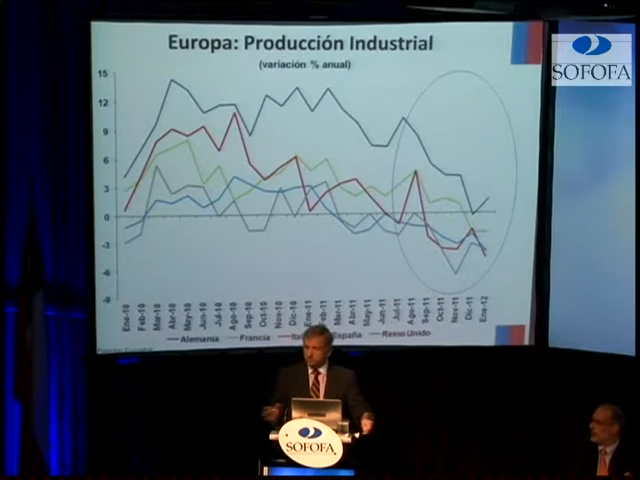 Europa: Producción Industrial
(variación % anual)
SOFOFA
15
12
9
6
3
0
-3
-6
-9
Ene-10
Feb-10
Mar-10
Abr-10
May-10
Jun-10
Jul-10
Ago-10
Sep-10
Oct-10
Nov-10
Dic-10
Ene-11
Feb-11
Mar-11
Abr-11
May-11
Jun-11
Jul-11
Ago-11
Sep-11
Oct-11
Nov-11
Dic-11
Ene-12
Alemania Francia Reino Unido
SOFOFA